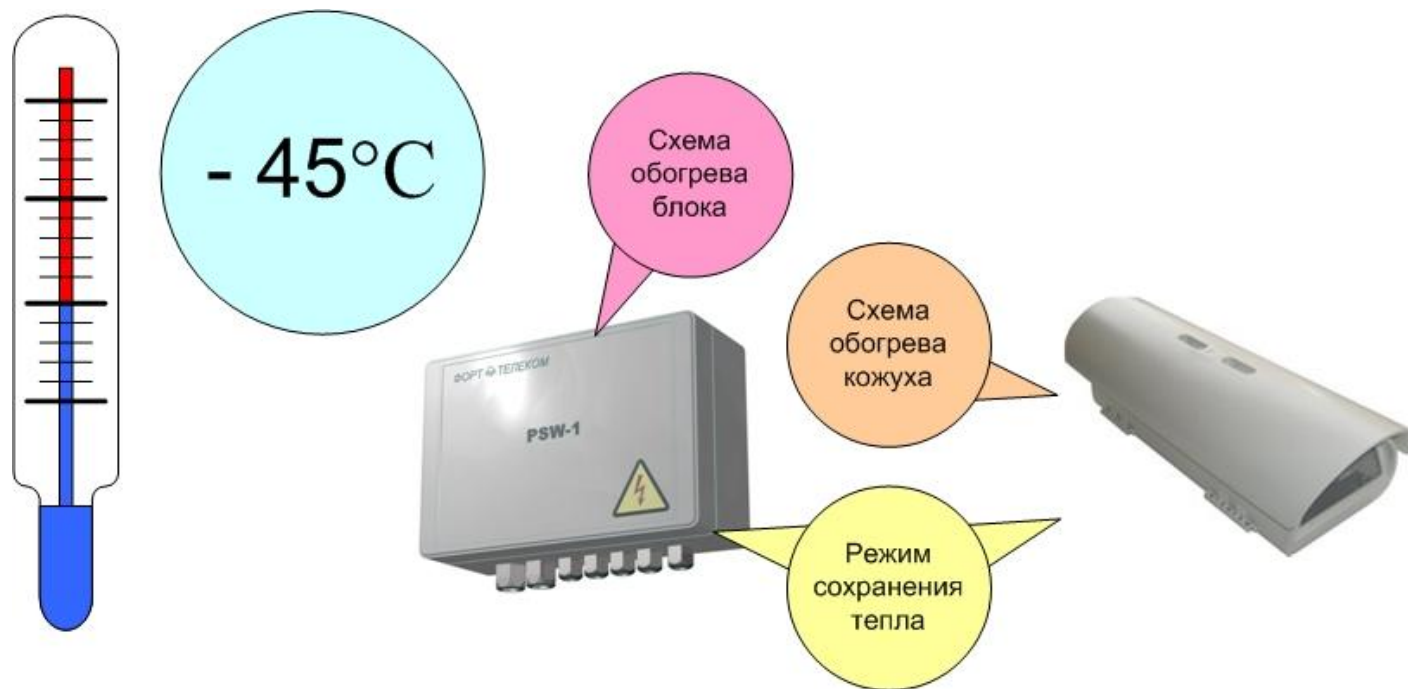 - 45°C
Схема
обогрева
блока
Схема
обогрева
кожуха
ФОРТ ТЕЛЕКОМ
PSW-1
Режим
сохранения
тепла